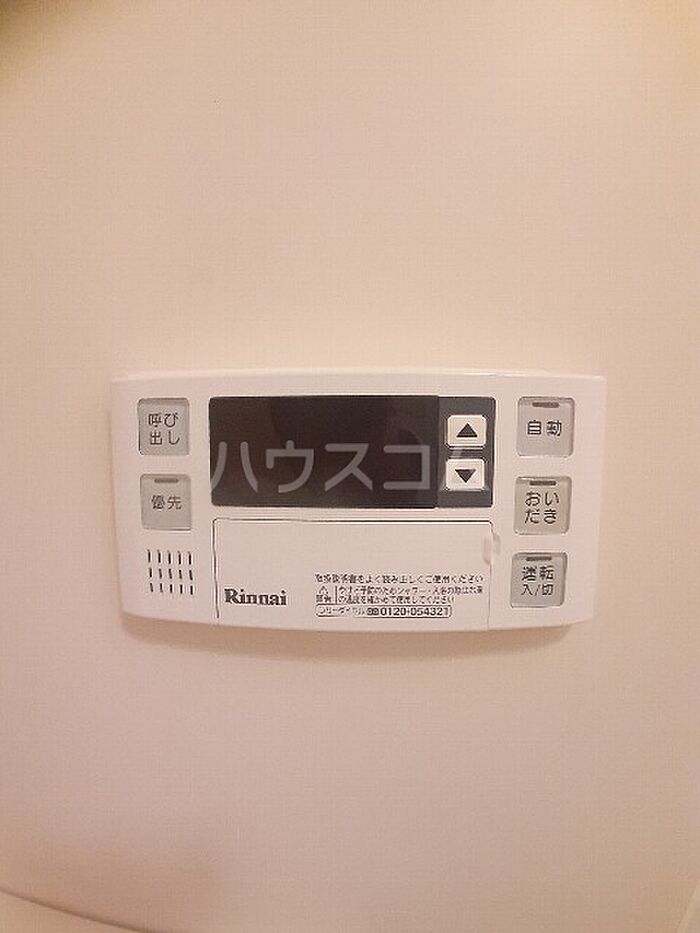 呼び
出し
優先
ハウスコム
自動
おい
だき
運転
入/切
取扱説明書をよく読み正しくご使用ください
Rinnai
フリーダイヤル 0120-054321